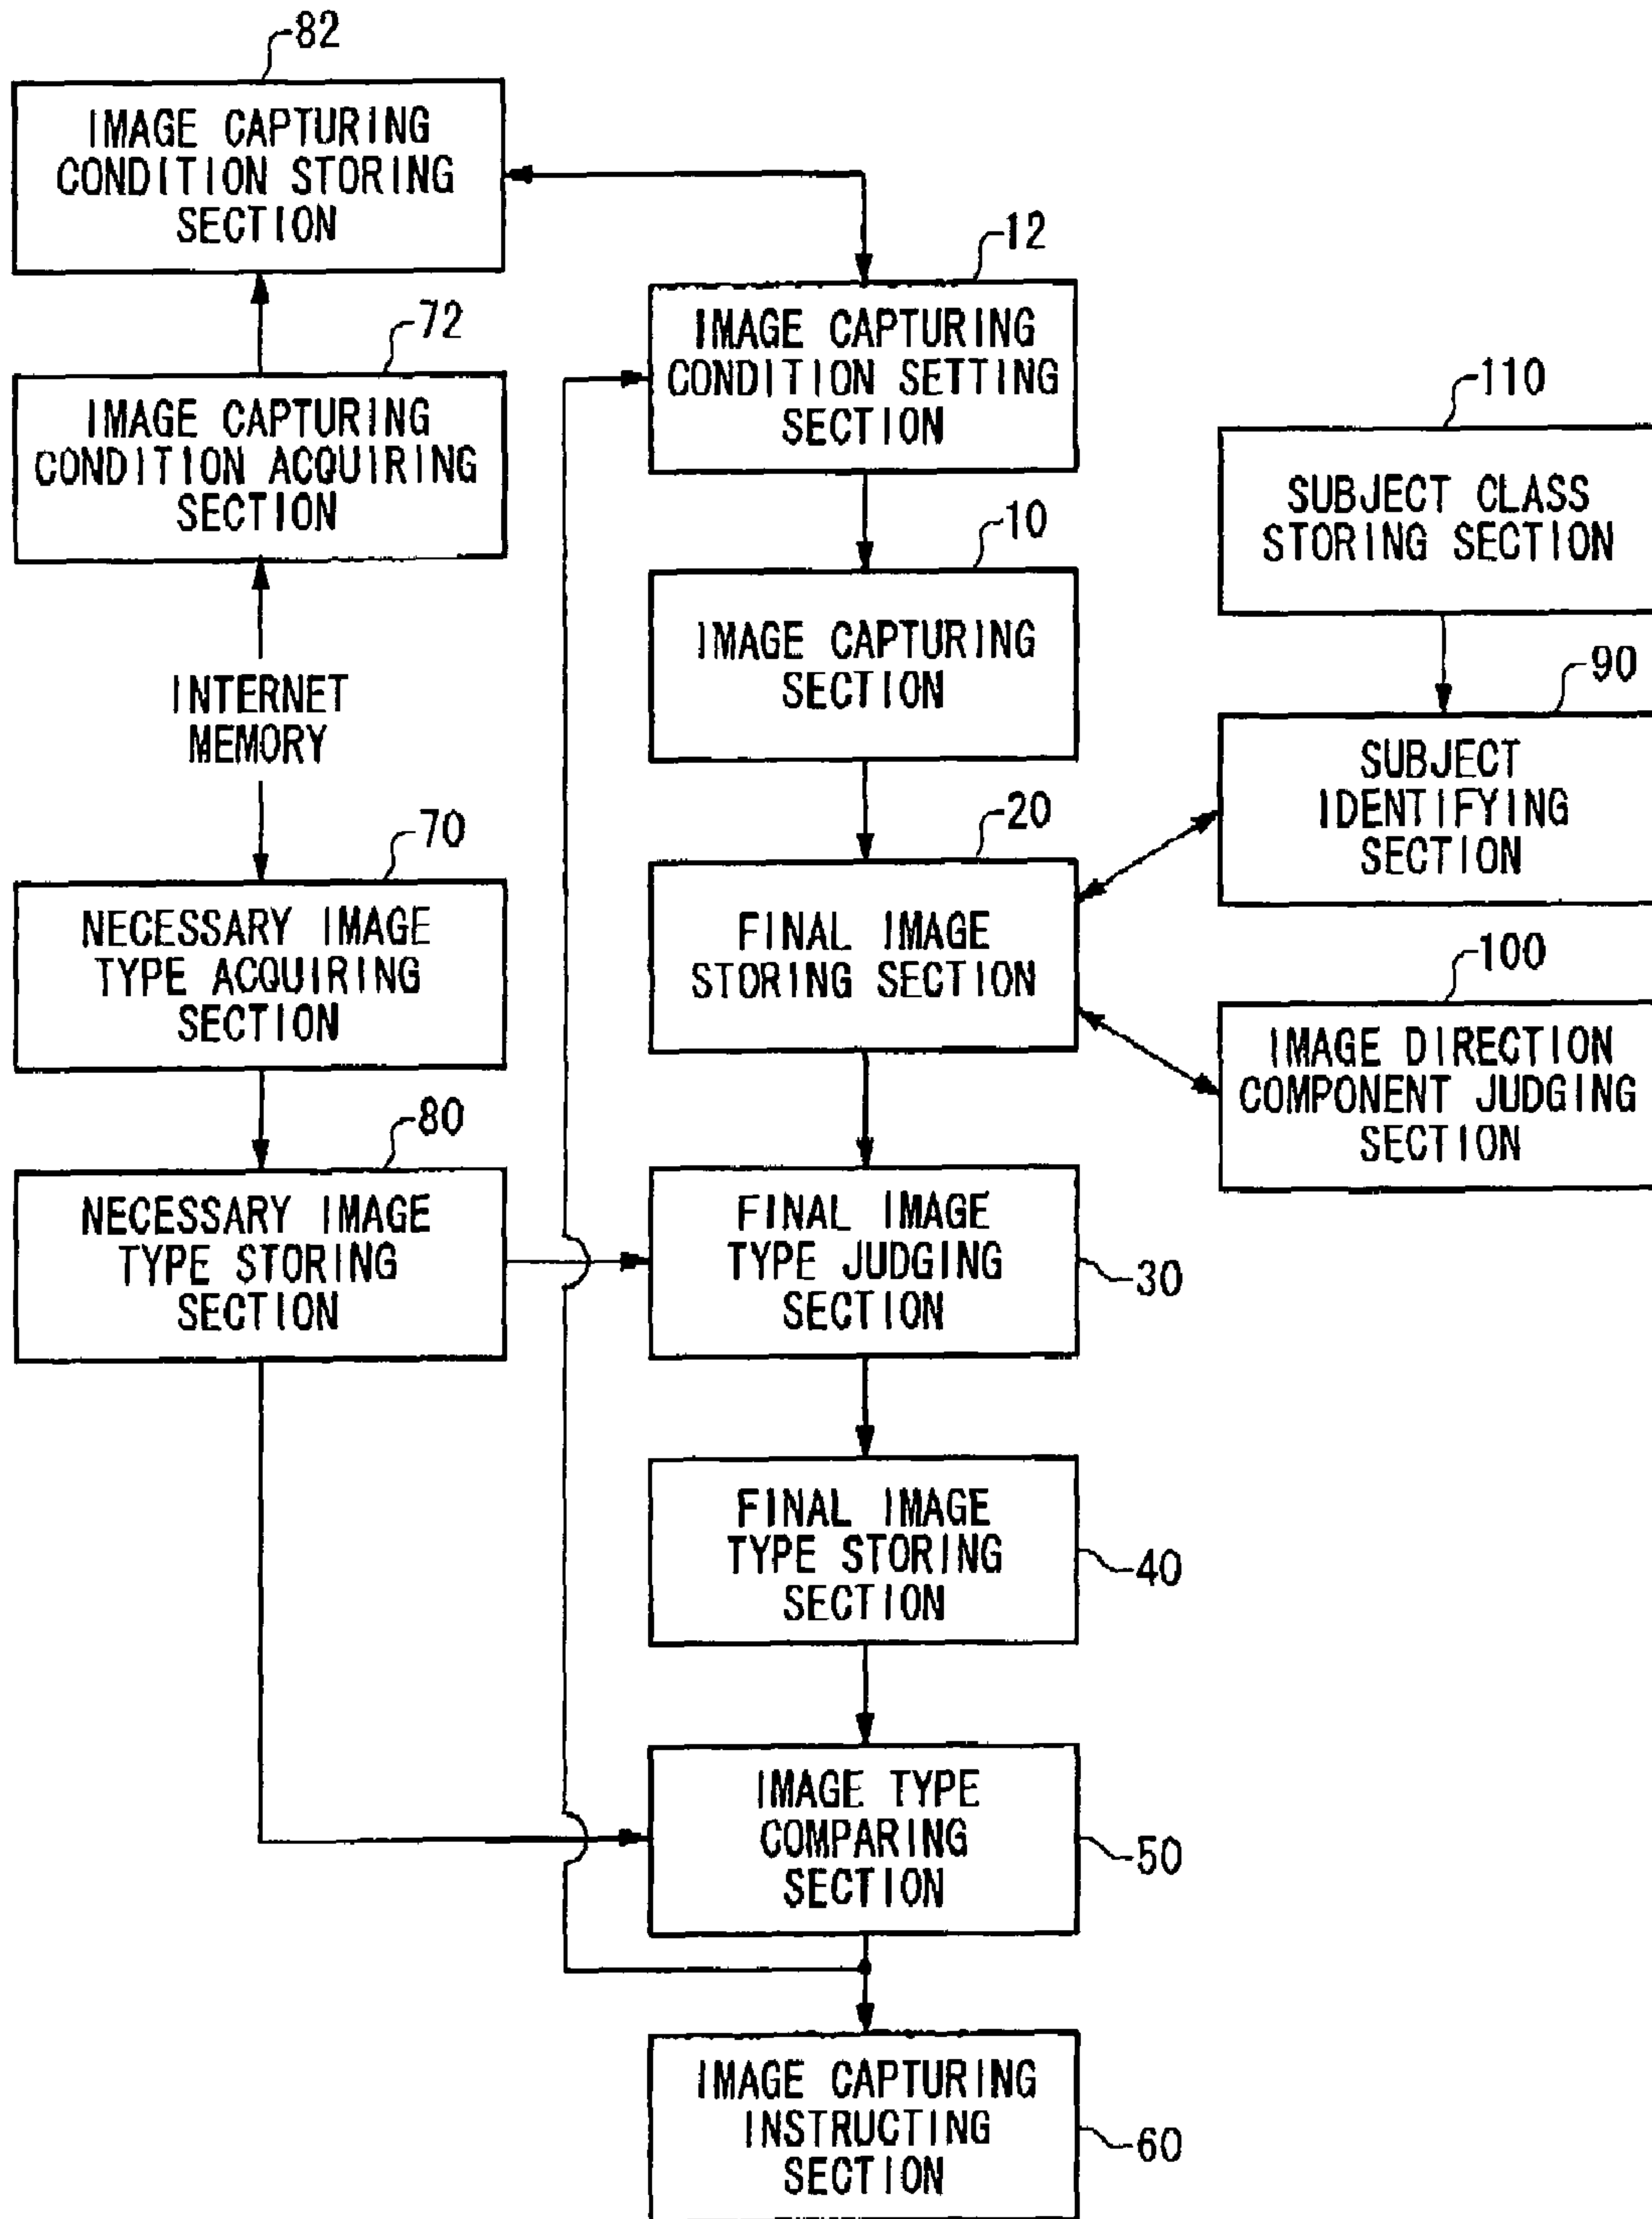 82
IMAGE CAPTURING
CONDITION STORING
SECTION
72
IMAGE CAPTURING
CONDITION ACQUIRING
SECTION
INTERNET
MEMORY
70
NECESSARY IMAGE
TYPE ACQUIRING
SECTION
80
NECESSARY IMAGE
TYPE STORING
SECTION
12
IMAGE CAPTURING
CONDITION SETTING
SECTION
10
IMAGE CAPTURING
SECTION
20
FINAL IMAGE
STORING SECTION
FINAL IMAGE
TYPE JUDGING
SECTION
30
FINAL IMAGE
TYPE STORING
SECTION
40
IMAGE TYPE
COMPARING
SECTION
50
IMAGE CAPTURING
INSTRUCTING
SECTION
60
110
SUBJECT CLASS
STORING SECTION
90
SUBJECT
IDENTIFYING
SECTION
100
IMAGE DIRECTION
COMPONENT JUDGING
SECTION